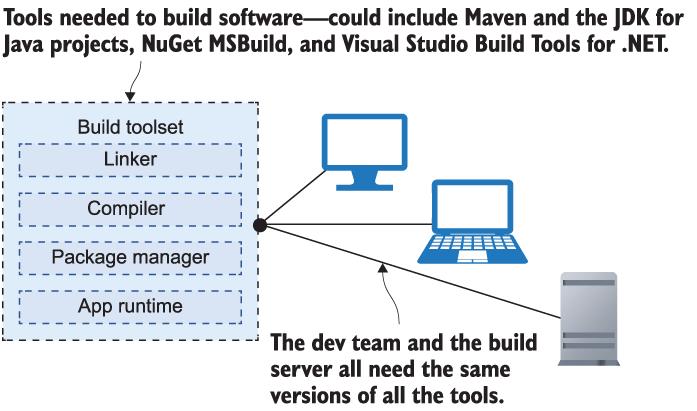 Tools needed to build software—could include Maven and the JDK for
Java projects, NuGet MSBuild, and Visual Studio Build Tools for .NET.
Build toolset
Linker
Compiler
Package manager
App runtime
The dev team and the build
server all need the same
versions of all the tools.